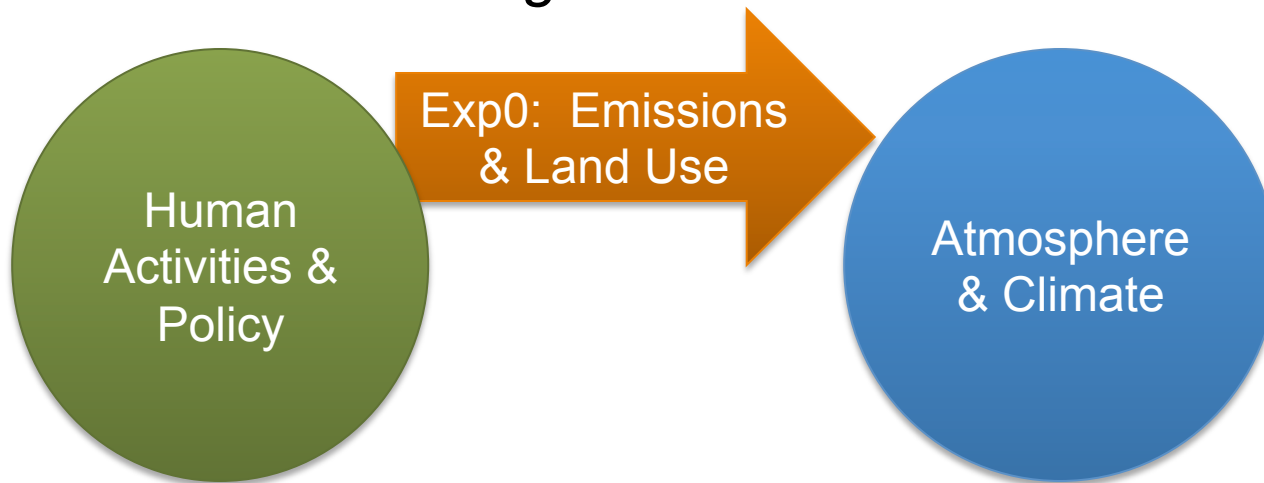 Exp0: Emissions
& Land Use
Human
Activities &
Policy
Atmosphere
& Climate